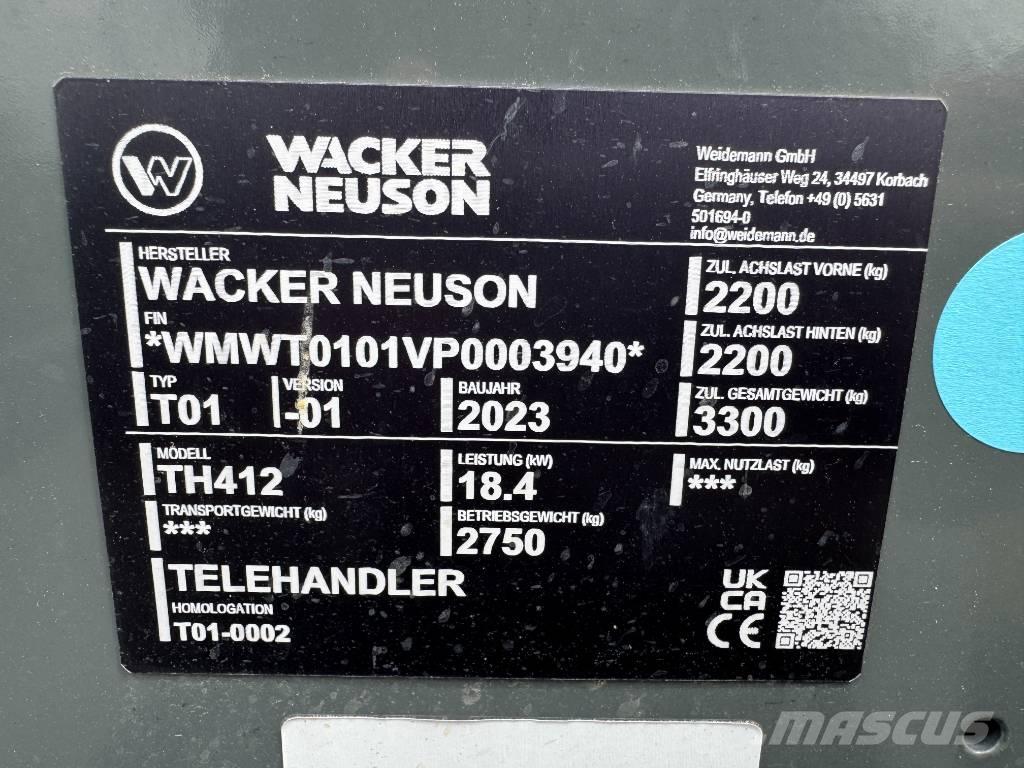 W
WACKER
NEUSON
Weidemann GmbH
Elfringhäuser Weg 24, 34497 Korbach
Germany, Telefon +49 (0) 5631
501694-0
info@weidemann.de
HERSTELLER
WACKER NEUSON
FIN
*WMWT0101VP0003940*
TYP
T01
VERSION
-01
BAUJAHR
2023
ZUL. ACHSLAST VORNE (kg)
2200
ZUL. ACHSLAST HINTEN (kg)
2200
ZUL. GESAMTGEWICHT (kg)
3300
MODELL
TH412
LEISTUNG (kW)
18.4
MAX. NUTZLAST (kg)
***
TRANSPORTGEWICHT (kg)
***
BETRIEBSGEWICHT (kg)
2750
TELEHANDLER
HOMOLOGATION
T01-0002
UK
CA
CE
MASCUS